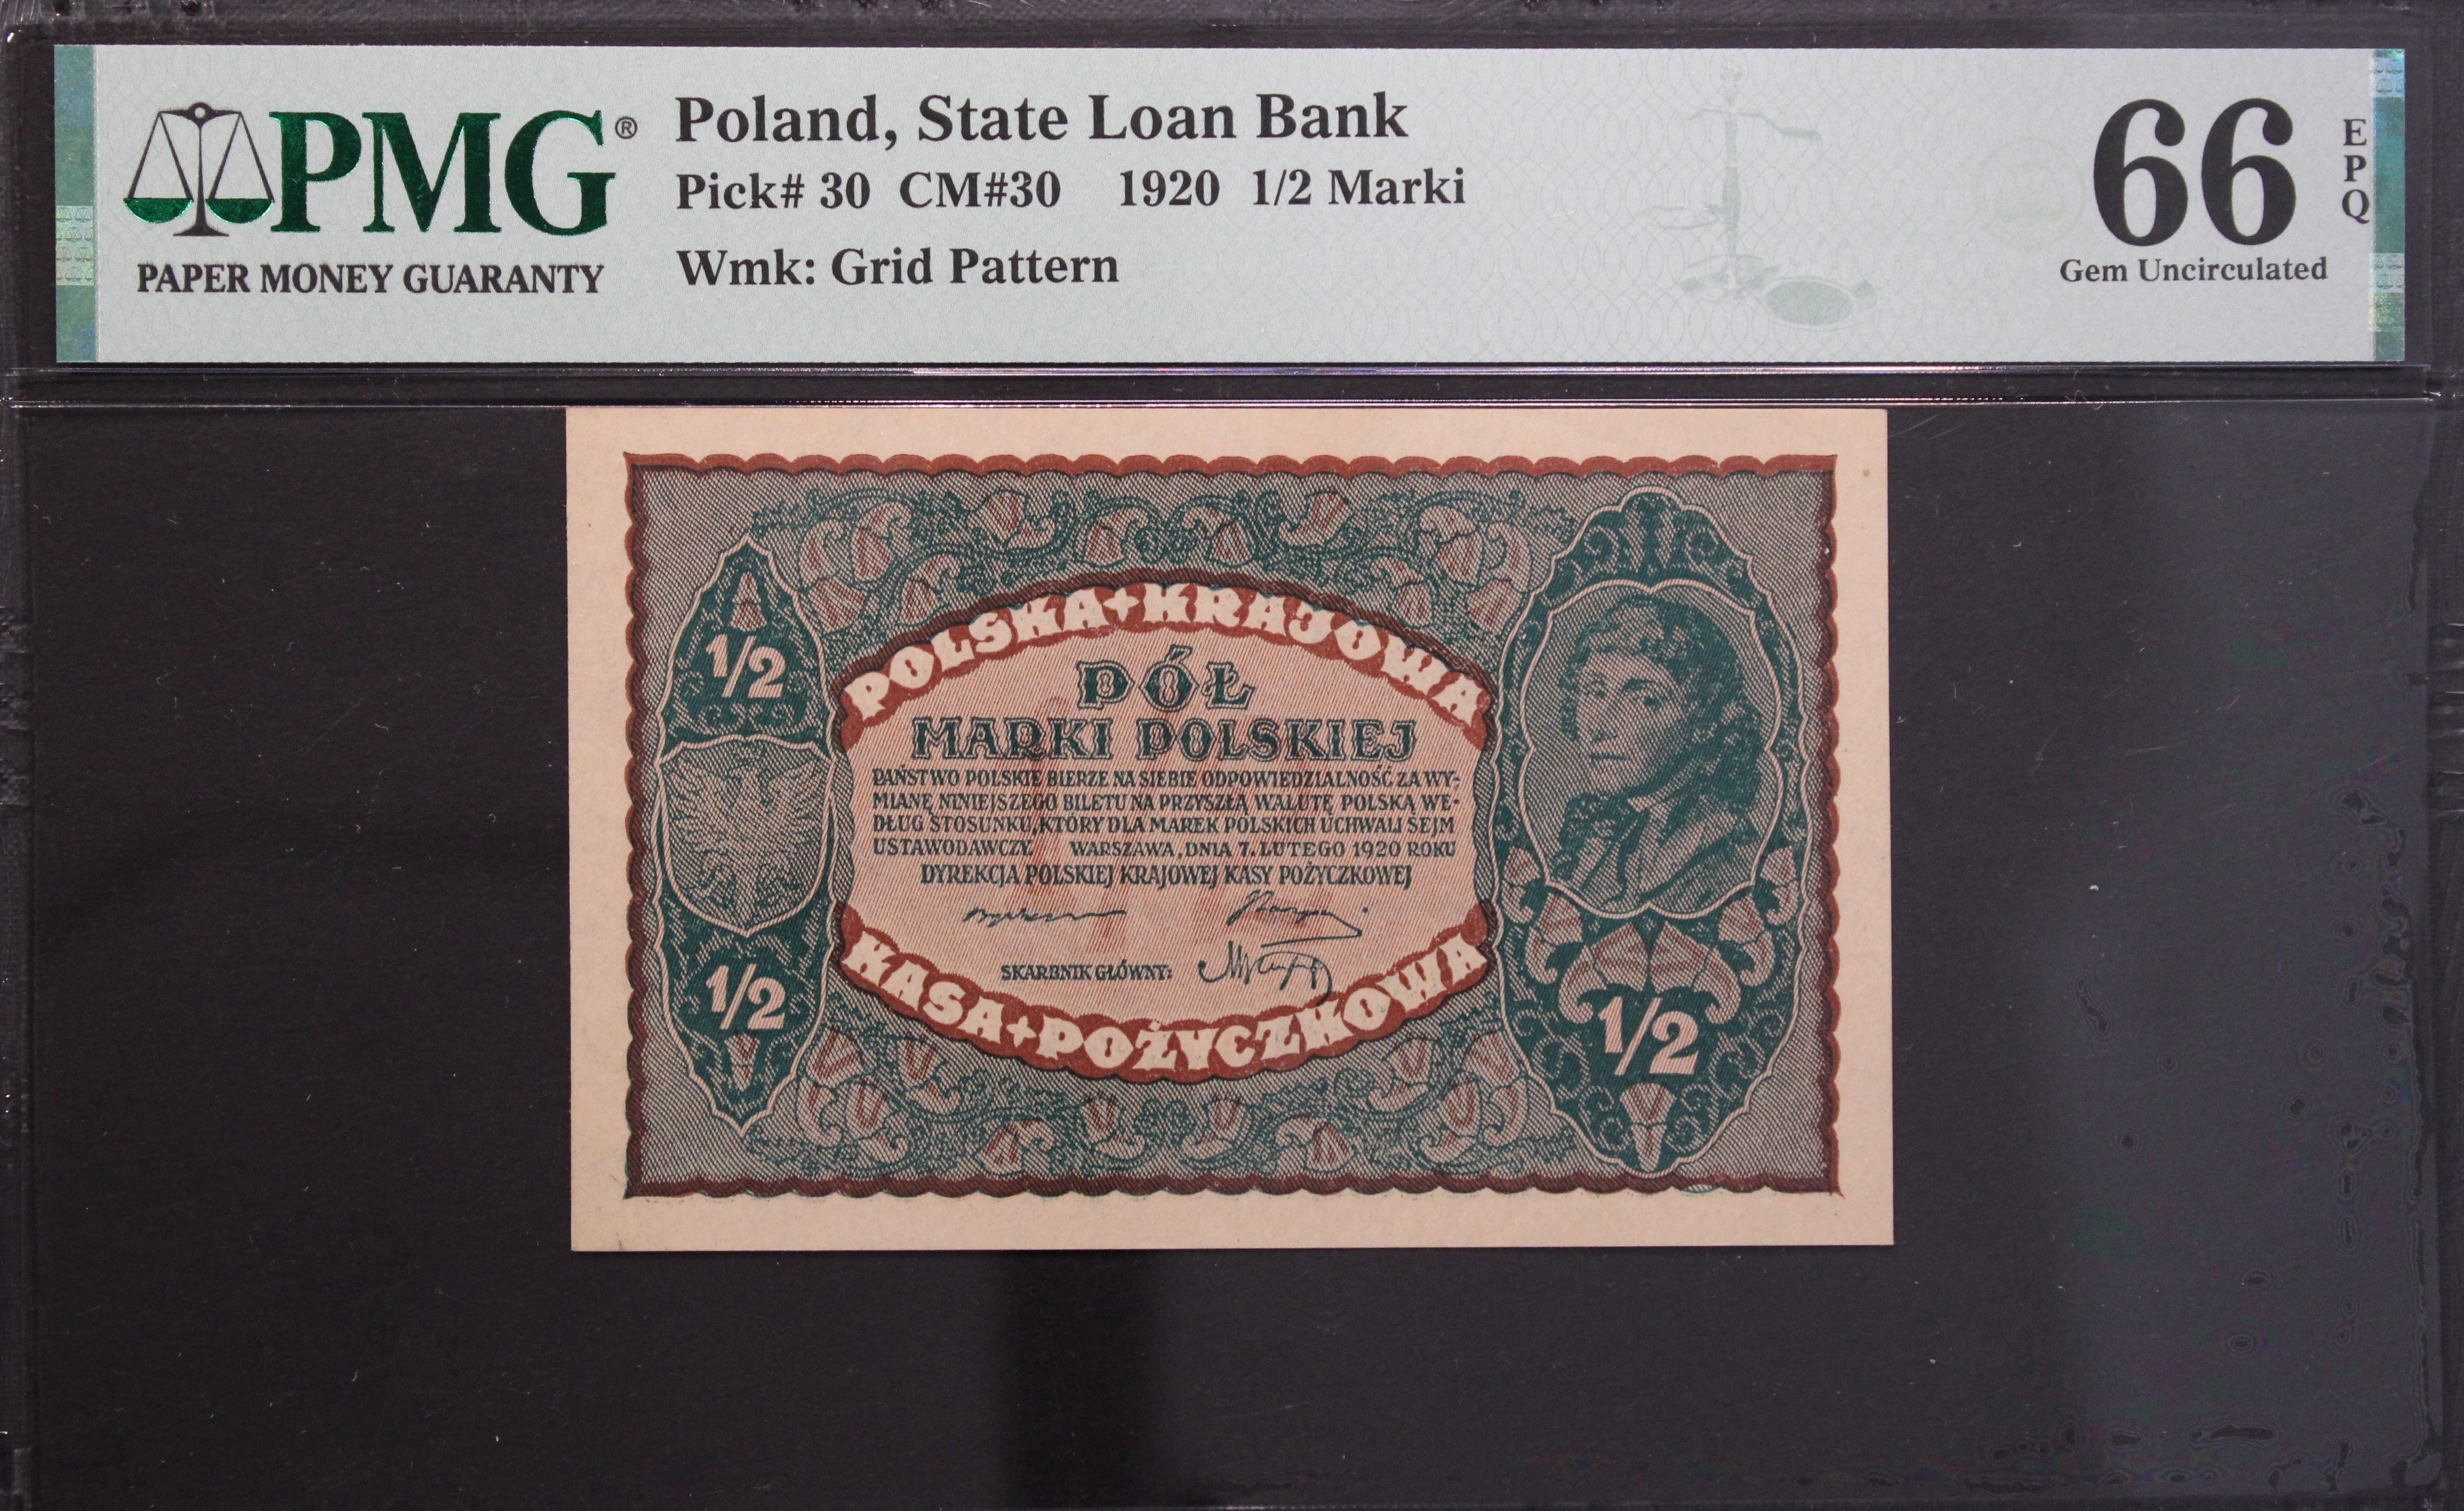 PMG®
PAPER MONEY GUARANTY
Poland, State Loan Bank
Pick# 30 CM#30 1920 1/2 Marki
Wmk: Grid Pattern
66
EPQ
Gem Uncirculated
POLSKA+KRAJOWA
PÓŁ
MARKI POLSKIEJ
PAŃSTWO POLSKIE BIERZE NA SIEBIE ODPOWIEDZIALNOŚĆ ZA WY-
MIANĘ NINIEJSZEGO BILETU NA PRZYSZŁĄ WALUTĘ POLSKĄ WE-
DŁUG STOSUNKU, KTÓRY DLA MAREK POLSKICH UCHWALI SEJM
USTAWODAWCZY. WARSZAWA, DNIA 7. LUTEGO 1920 ROKU
DYREKCJA POLSKIEJ KRAJOWEJ KASY POŻYCZKOWEJ
SKARBNIK GŁÓWNY:
KASA+POŻYCZKOWA
1/2
1/2
1/2